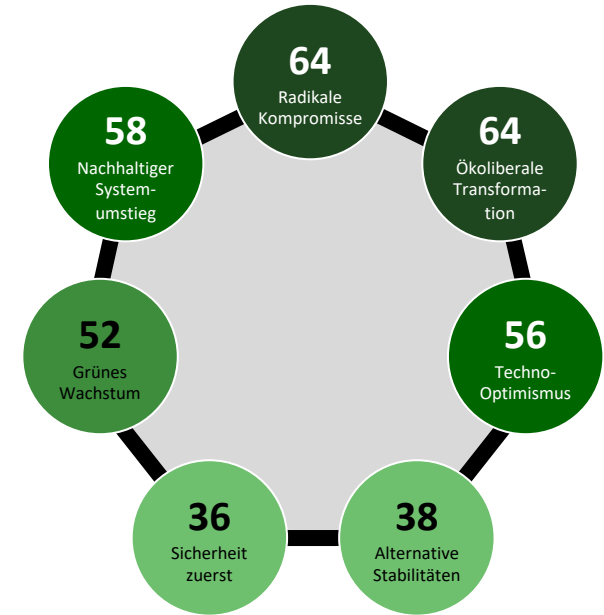 64
Radikale
Kompromisse
64
Ökoliberale
Transforma-
tion
56
Techno-
Optimismus
38
Alternative
Stabilitäten
36
Sicherheit
zuerst
52
Grünes
Wachstum
58
Nachhaltiger
System-
umstieg